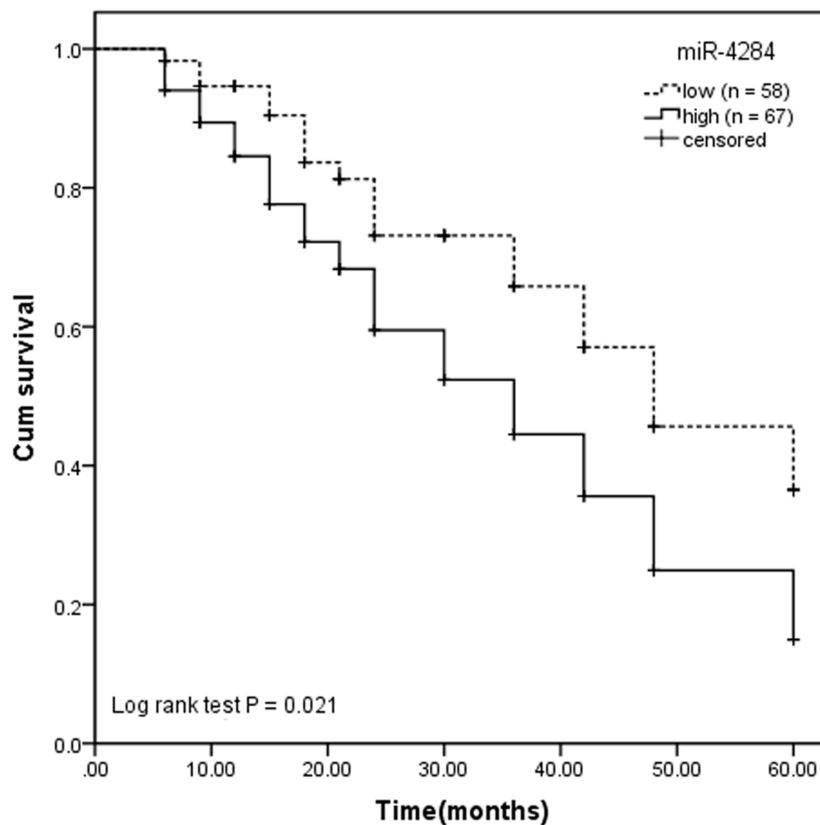 miR-4284
low (n = 58)
high (n = 67)
censored
1.0
0.8
0.6
0.4
0.2
0.0
Cum survival
Log rank test P = 0.021
.00 10.00 20.00 30.00 40.00 50.00 60.00
Time(months)